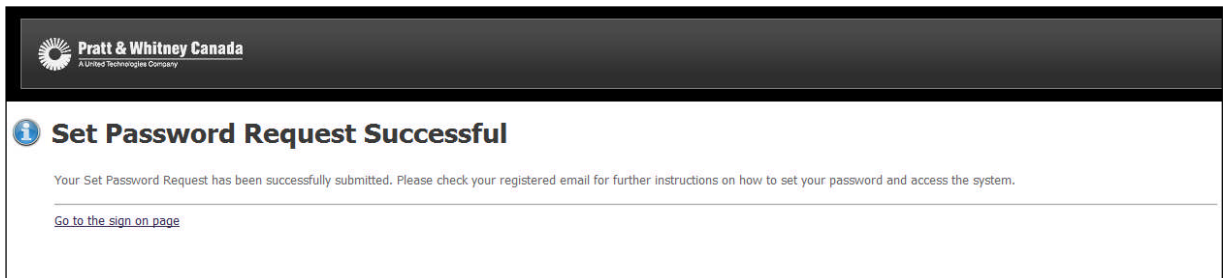 Pratt & Whitney Canada
A United Technologies Company
Set Password Request Successful
Your Set Password Request has been successfully submitted. Please check your registered email for further instructions on how to set your password and access the system.
Go to the sign on page